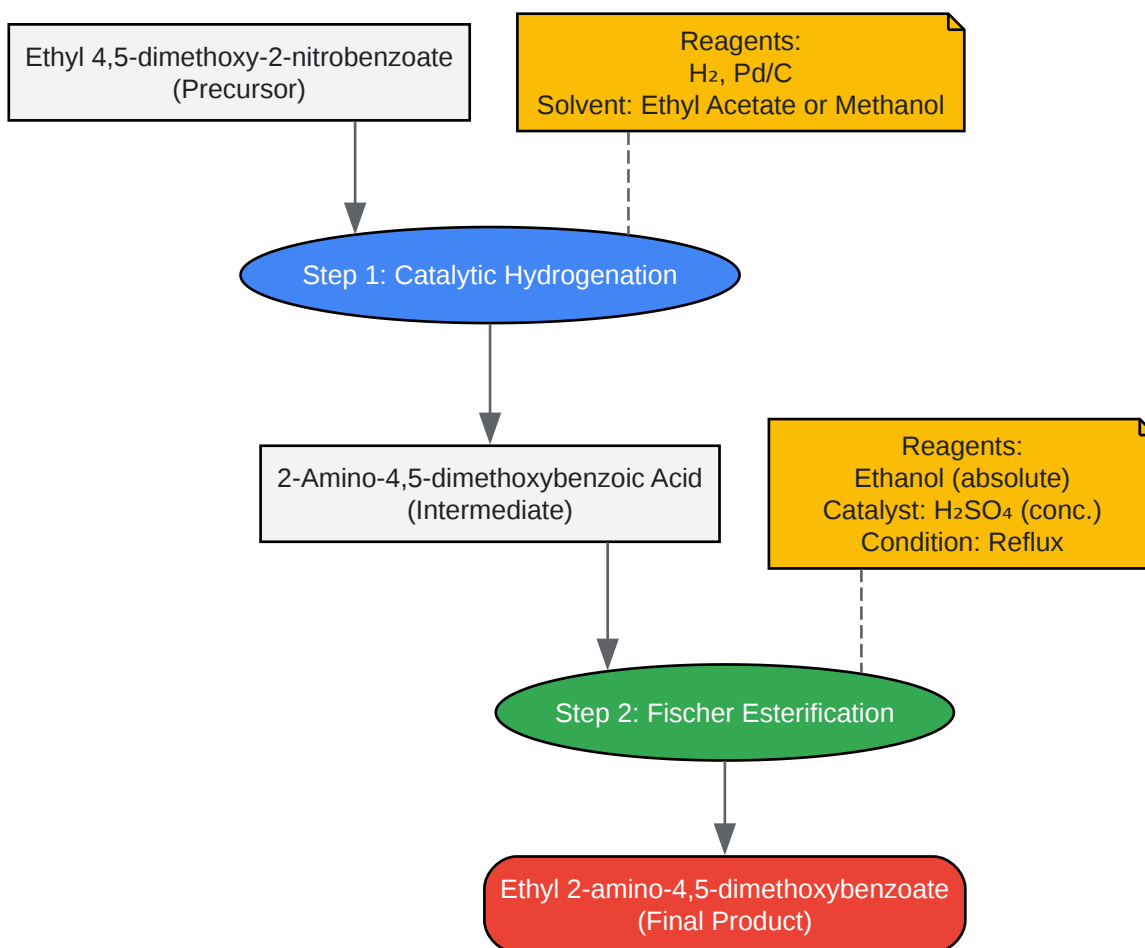 Ethyl 4,5-dimethoxy-2-nitrobenzoate
(Precursor)
Reagents:
H₂, Pd/C
Solvent: Ethyl Acetate or Methanol
Step 1: Catalytic Hydrogenation
2-Amino-4,5-dimethoxybenzoic Acid
(Intermediate)
Reagents:
Ethanol (absolute)
Catalyst: H₂SO₄ (conc.)
Condition: Reflux
Step 2: Fischer Esterification
Ethyl 2-amino-4,5-dimethoxybenzoate
(Final Product)